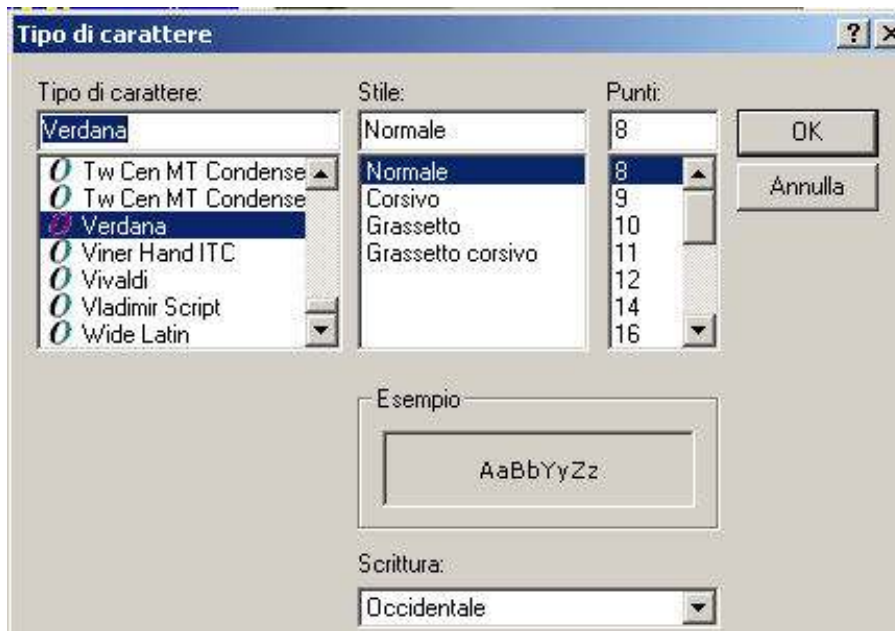 Tipo di carattere
Tipo di carattere:
Verdana
Tw Cen MT Condense
Tw Cen MT Condense
Verdana
Viner Hand ITC
Vivaldi
Vladimir Script
Wide Latin
Stile:
Normale
Normale
Corsivo
Grassetto
Grassetto corsivo
Punti:
8
8
9
10
11
12
14
16
OK
Annulla
Esempio
AaBbYyZz
Scrittura:
Occidentale